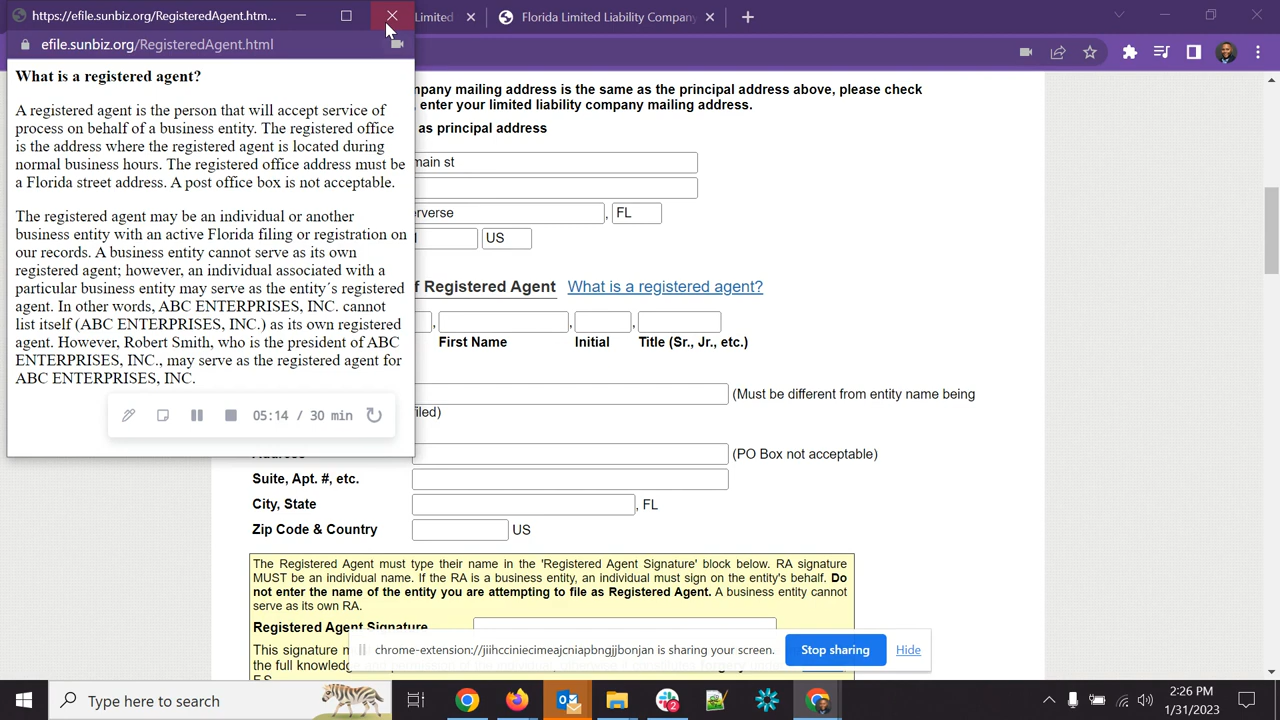 https://efile.sunbiz.org/RegisteredAgent.htm...
Limited
Florida Limited Liability Company
efile.sunbiz.org/RegisteredAgent.html
What is a registered agent?
A registered agent is the person that will accept service of
process on behalf of a business entity. The registered office
is the address where the registered agent is located during
normal business hours. The registered office address must be
a Florida street address. A post office box is not acceptable.
The registered agent may be an individual or another
business entity with an active Florida filing or registration on
our records. A business entity cannot serve as its own
registered agent; however, an individual associated with a
particular business entity may serve as the entity´s registered
agent. In other words, ABC ENTERPRISES, INC. cannot
list itself (ABC ENTERPRISES, INC.) as its own registered
agent. However, Robert Smith, who is the president of ABC
ENTERPRISES, INC., may serve as the registered agent for
ABC ENTERPRISES, INC.
05:14 / 30 min
mpany mailing address is the same as the principal address above, please check
, enter your limited liability company mailing address.
as principal address
main st
rverse , FL
US
f Registered Agent What is a registered agent?
, , ,
First Name Initial Title (Sr., Jr., etc.)
(Must be different from entity name being
iled)
(PO Box not acceptable)
Suite, Apt. #, etc.
City, State , FL
Zip Code & Country US
The Registered Agent must type their name in the 'Registered Agent Signature' block below. RA signature
MUST be an individual name. If the RA is a business entity, an individual must sign on the entity's behalf. Do
not enter the name of the entity you are attempting to file as Registered Agent. A business entity cannot
serve as its own RA.
Registered Agent Signature
This signature
the full knowledge
chrome-extension://jiihcciniecimeajcniapbngjjbonjan is sharing your screen.
Stop sharing
Hide
Type here to search
2
2:26 PM
1/31/2023